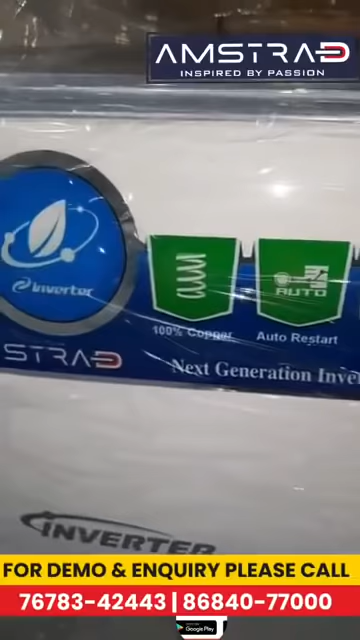 AMSTRAD
INSPIRED BY PASSION
Inverter
AUTO
100% Copper
Auto Restart
STRAD
Next Generation Inve
INVERTER
FOR DEMO & ENQUIRY PLEASE CALL
76783-42443 | 86840-77000
Google Play